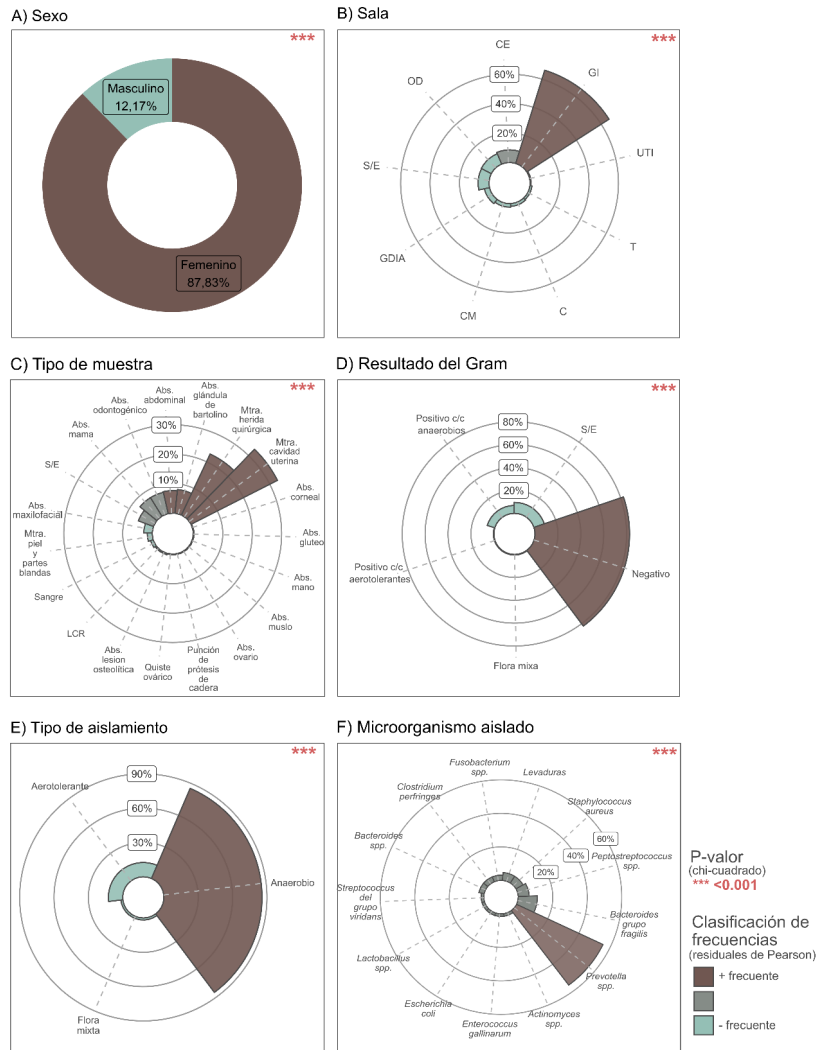 A) Sexo
***
Masculino
12,17%
Femenino
87,83%
B) Sala
***
CE
60%
40%
20%
GI
UTI
T
C
CM
GDIA
S/E
OD
C) Tipo de muestra
***
30%
20%
10%
Abs.
abdominal
Abs.
glándula
de
bartolino
Mtra.
herida
quirúrgica
Mtra.
cavidad
uterina
Abs.
corneal
Abs.
gluteo
Abs.
mano
Abs.
muslo
Abs.
ovario
Punción
de
prótesis
de
cadera
Quiste
ovárico
Abs.
lesion
osteolítica
LCR
Sangre
Mtra.
piel
y
partes
blandas
Abs.
maxilofacial
S/E
Abs.
mama
Abs.
odontogénico
D) Resultado del Gram
***
80%
60%
40%
20%
S/E
Negativo
Flora mixa
Positivo c/c
aerotolerantes
Positivo c/c
anaerobios
E) Tipo de aislamiento
***
90%
60%
30%
Aerotolerante
Anaerobio
Flora
mixta
F) Microorganismo aislado
***
60%
40%
20%
Fusobacterium
spp.
Levaduras
Staphylococcus
aureus
Peptostreptococcus
spp.
Bacteroides
grupo
fragilis
Prevotella
spp.
Actinomyces
spp.
Enterococcus
gallinarum
Escherichia
coli
Lactobacillus
spp.
Streptococcus
del
grupo
viridans
Bacteroides
spp.
Clostridium
perfringes
P-valor
(chi-cuadrado)
*** <0.001
Clasificación de
frecuencias
(residuales de Pearson)
+ frecuente
- frecuente